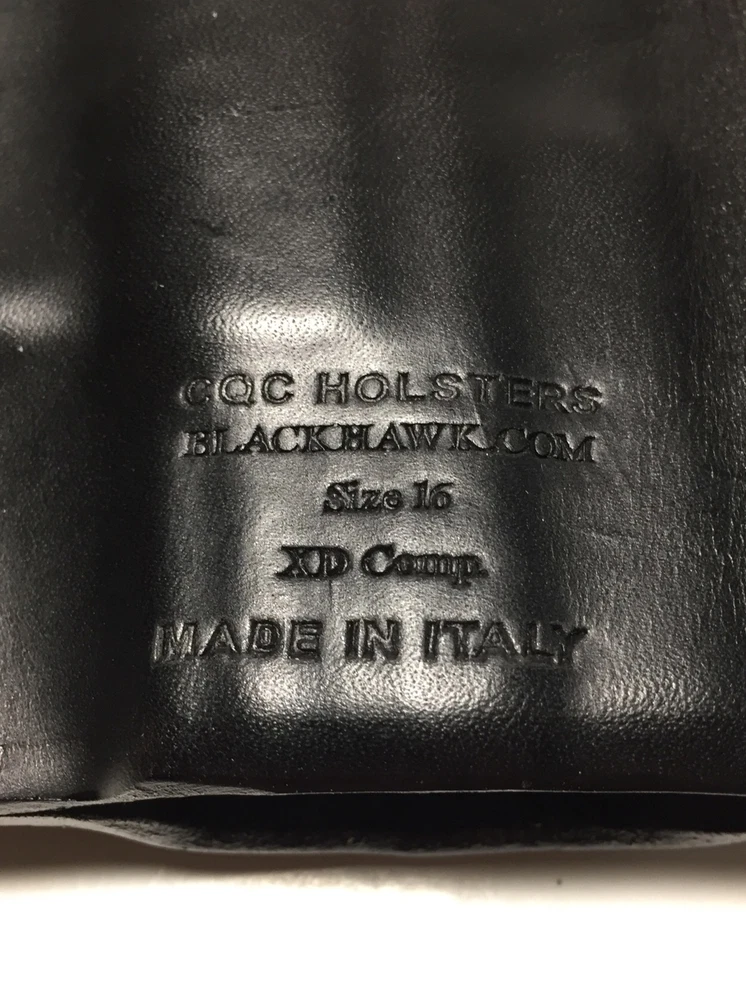 CQC HOLSTERS
BLACKHAWK.COM
Size 16
XD Comp.
MADE IN ITALY